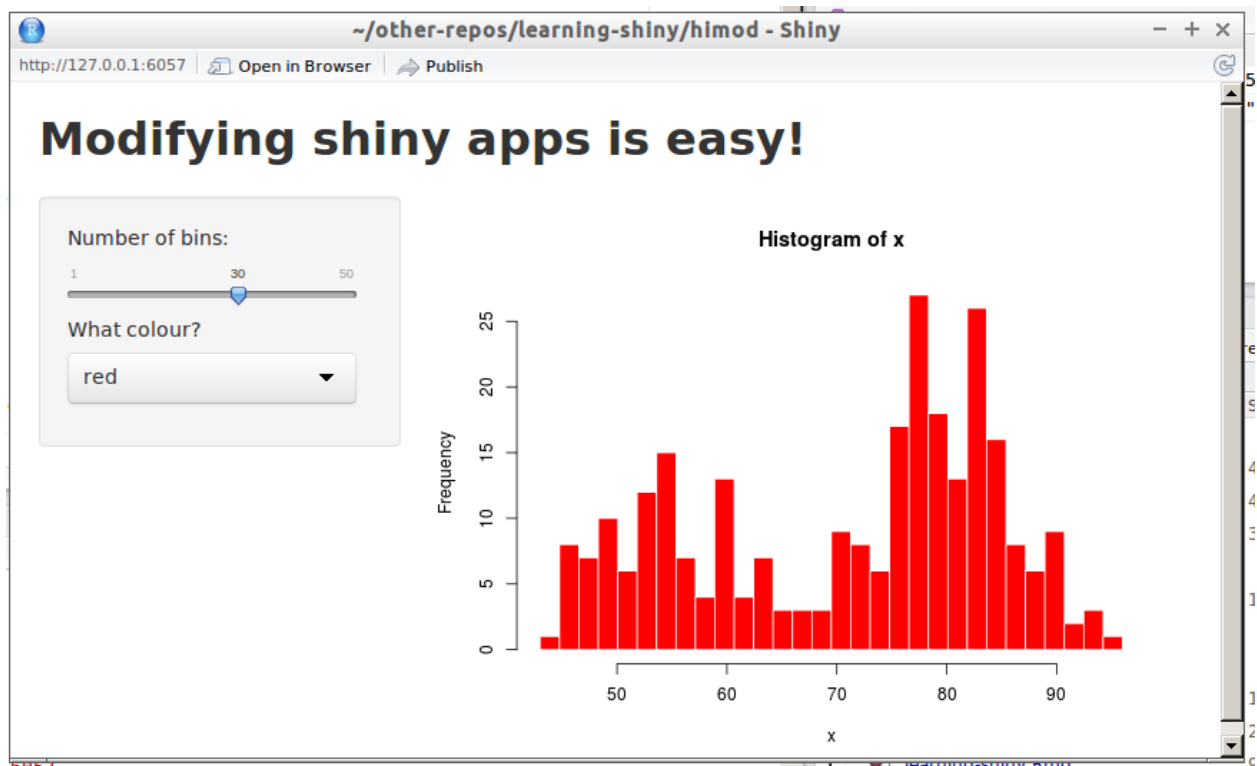 ~/other-repos/learning-shiny/himod - Shiny
http://127.0.0.1:6057 Open in Browser Publish
Modifying shiny apps is easy!
Number of bins:
1 30 50
What colour?
red
Histogram of x
Frequency
0 5 10 15 20 25
50 60 70 80 90
x